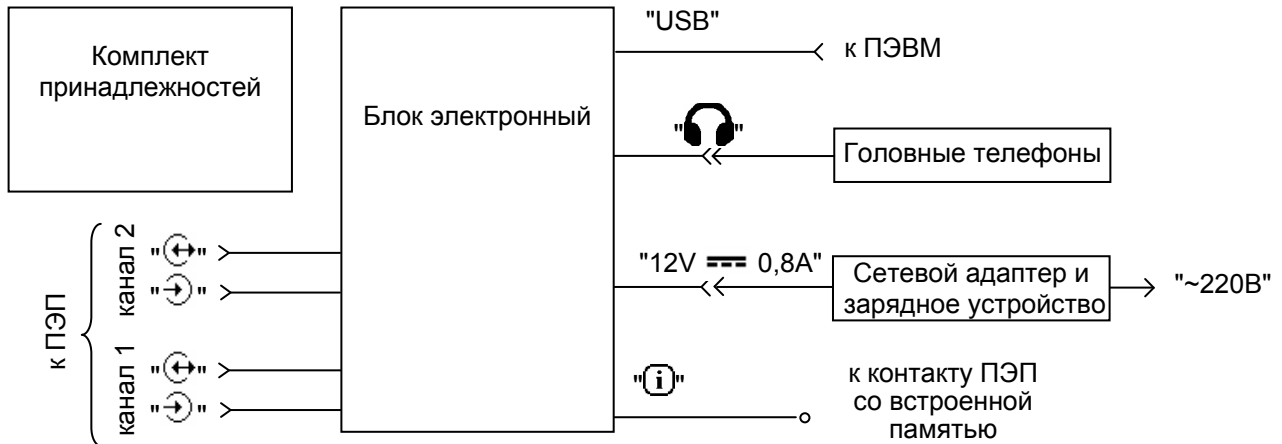 Комплект
принадлежностей
Блок электронный
"USB"
к ПЭВМ
" "
Головные телефоны
"12V 0,8A"
Сетевой адаптер и
зарядное устройство
"~220В"
"i"
к контакту ПЭП
со встроенной
памятью
к ПЭП
канал 2
" "
" "
канал 1
" "
" "